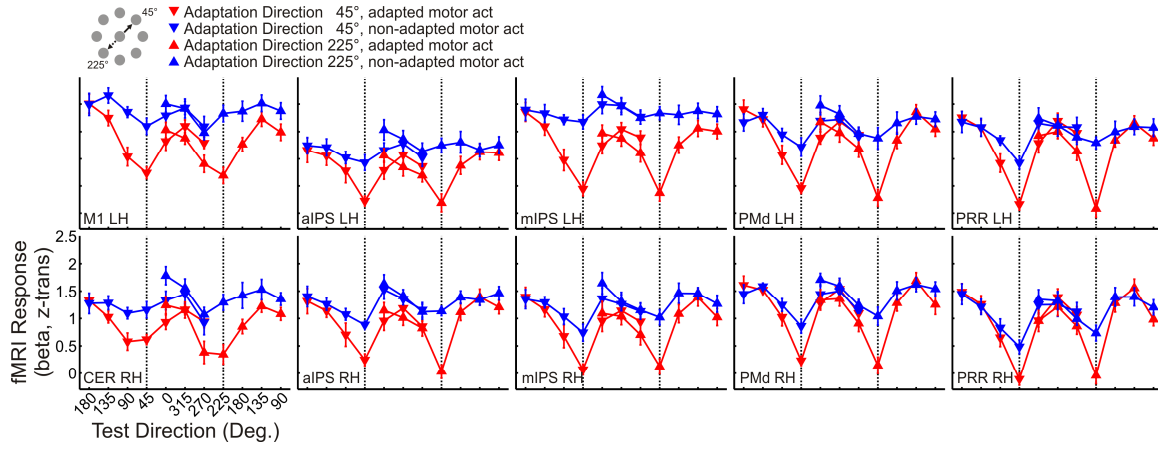 45°
225°
Adaptation Direction 45°, adapted motor act
Adaptation Direction 45°, non-adapted motor act
Adaptation Direction 225°, adapted motor act
Adaptation Direction 225°, non-adapted motor act
M1 LH
aIPS LH
mIPS LH
PMd LH
PRR LH
fMRI Response
(beta, z-trans)
2.5
2
1.5
1
0.5
0
CER RH
aIPS RH
mIPS RH
PMd RH
PRR RH
180 135 90 45 0 315 270 225 180 135 90
Test Direction (Deg.)